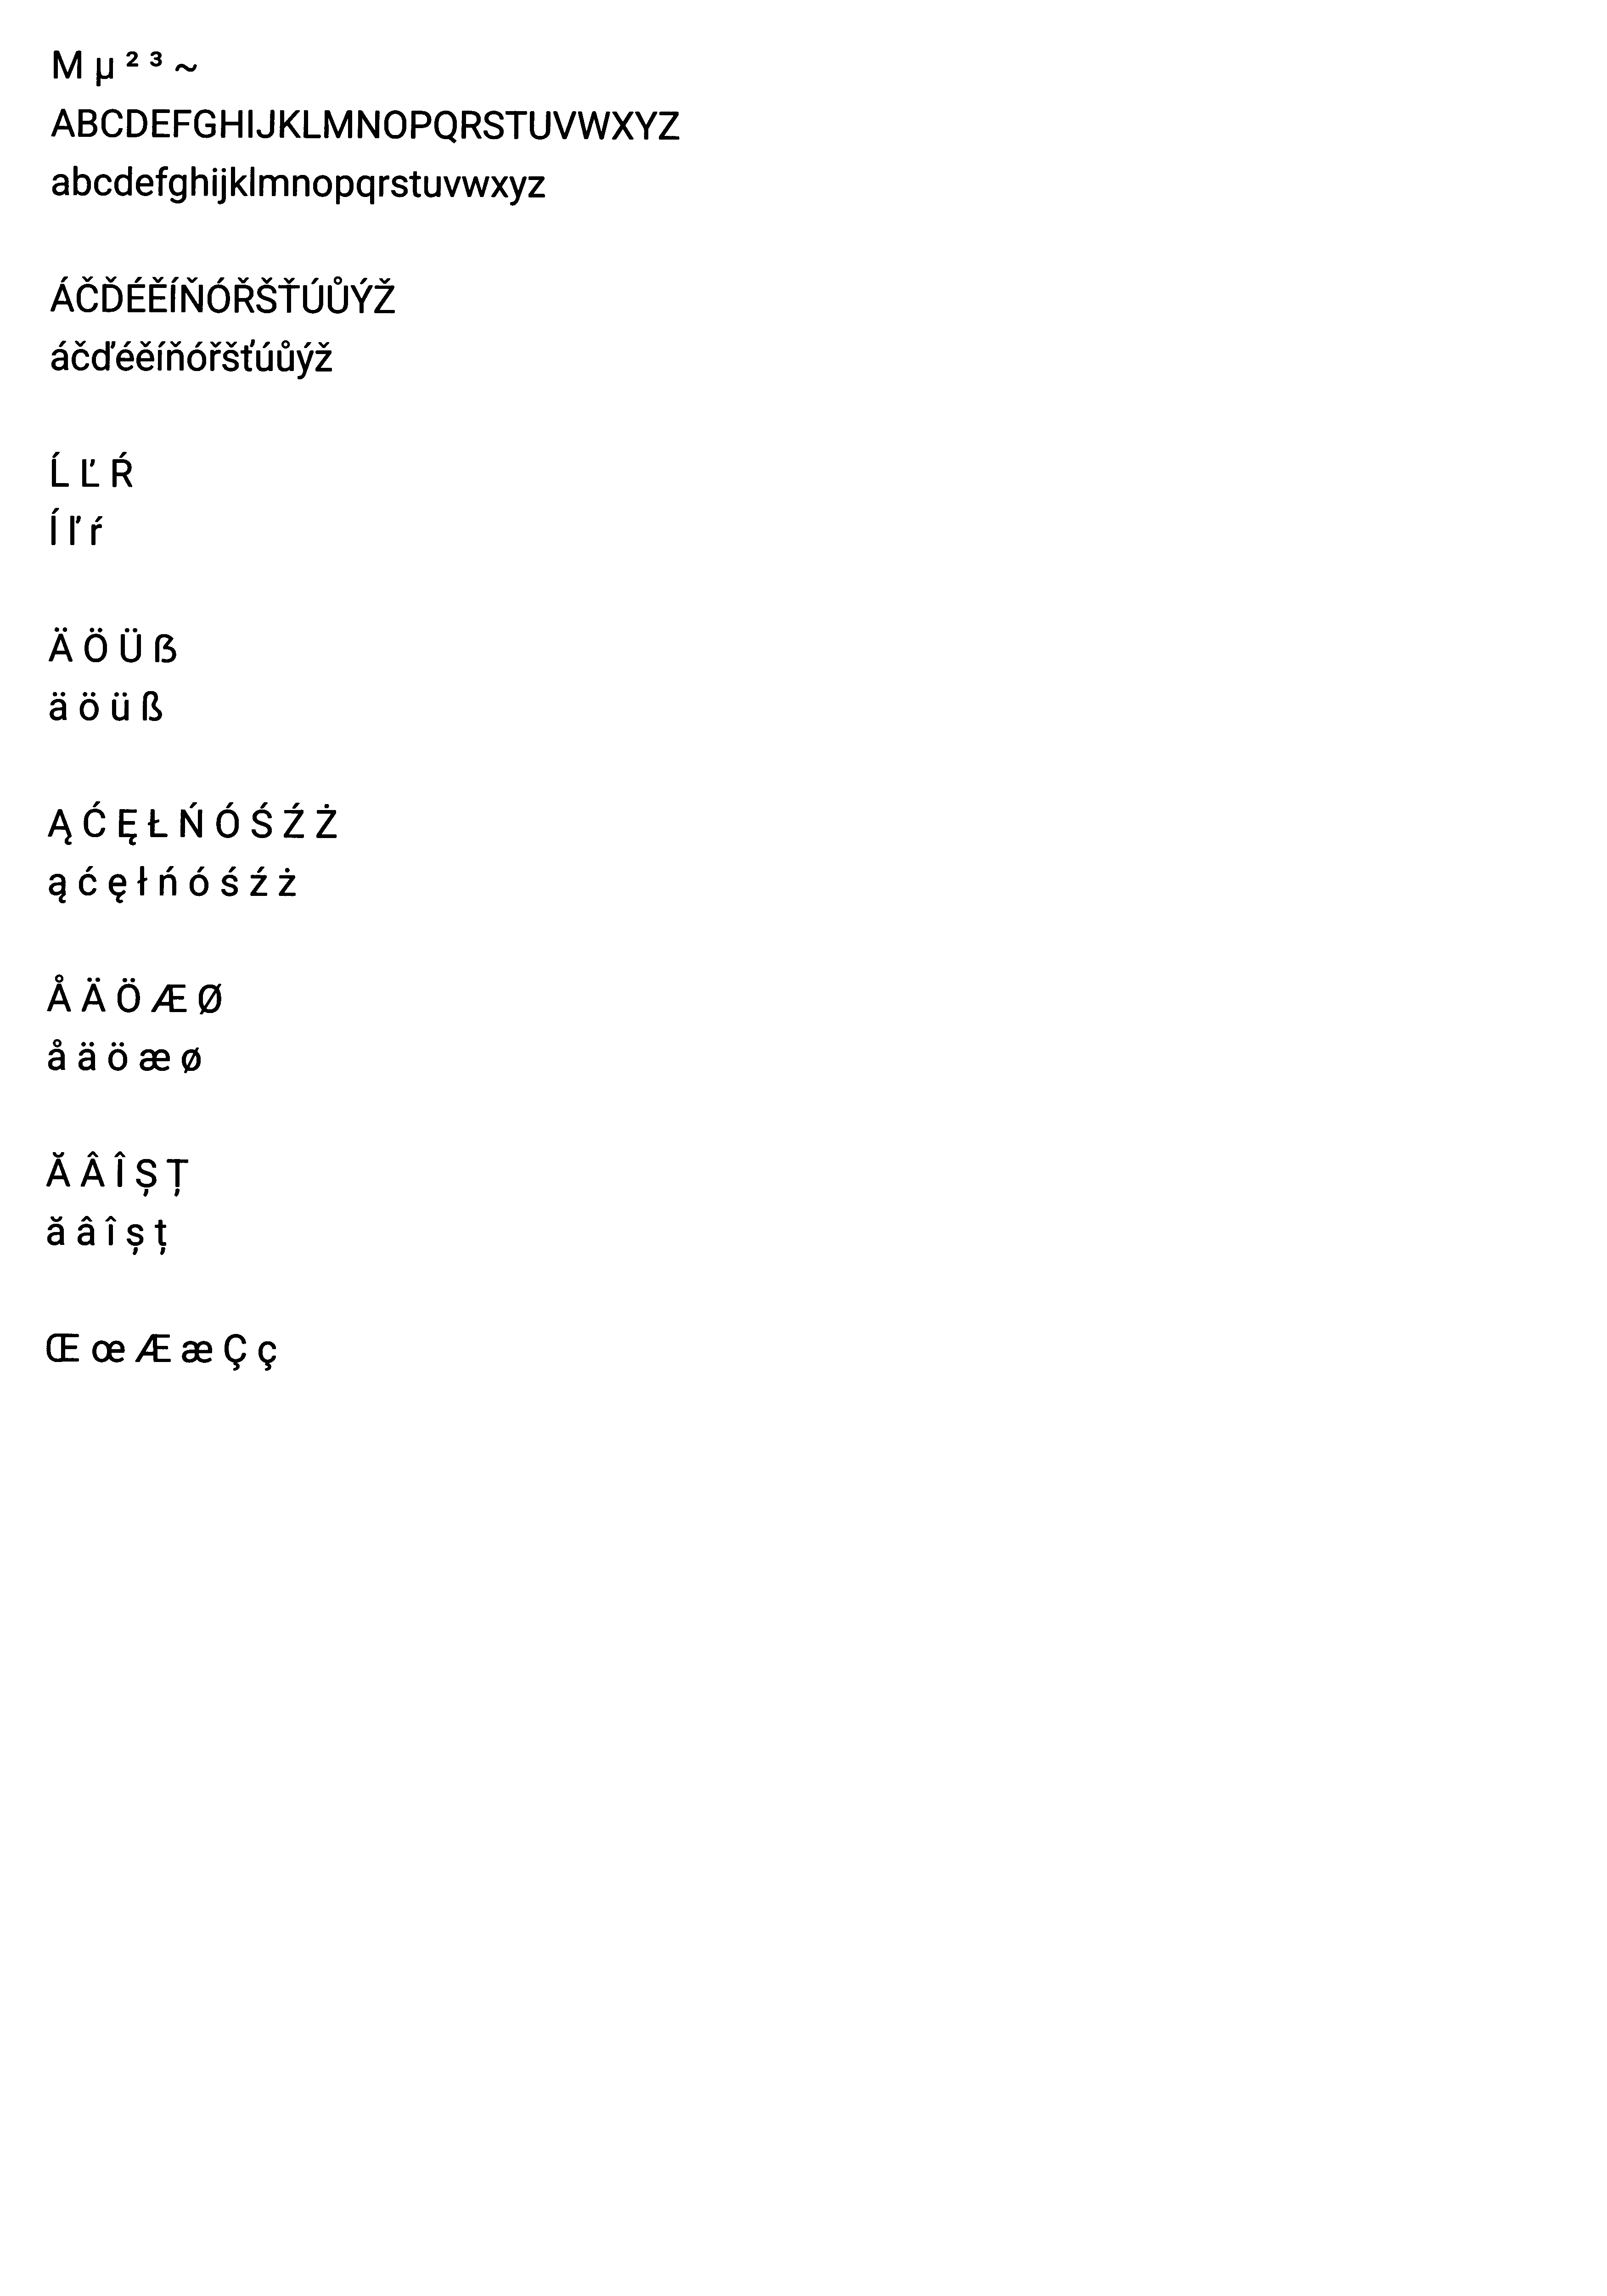 M µ ² ³ ~
ABCDEFGHIJKLMNOPQRSTUVWXYZ
abcdefghijklmnopqrstuvwxyz
ÁČĎÉĚÍŇÓŘŠŤÚŮÝŽ
áčďéěíňóřšťúůýž
Ĺ Ľ Ŕ
ĺ ľ ŕ
Ä Ö Ü ẞ
ä ö ü ß
Ą Ć Ę Ł Ń Ó Ś Ź Ż
ą ć ę ł ń ó ś ź ż
Å Ä Ö Æ Ø
å ä ö æ ø
Ă Â Î Ș Ț
ă â î ș ț
Œ œ Æ æ Ç ç